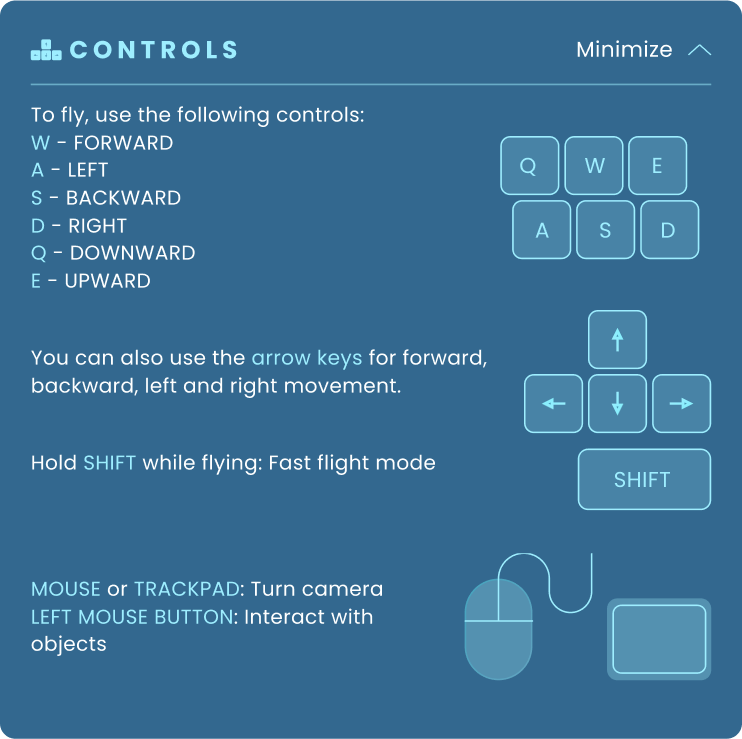 CONTROLS
Minimize
To fly, use the following controls:
W - FORWARD
A - LEFT
S - BACKWARD
D - RIGHT
Q - DOWNWARD
E - UPWARD
Q W E
A S D
You can also use the arrow keys for forward,
backward, left and right movement.
Hold SHIFT while flying: Fast flight mode
SHIFT
MOUSE or TRACKPAD: Turn camera
LEFT MOUSE BUTTON: Interact with
objects